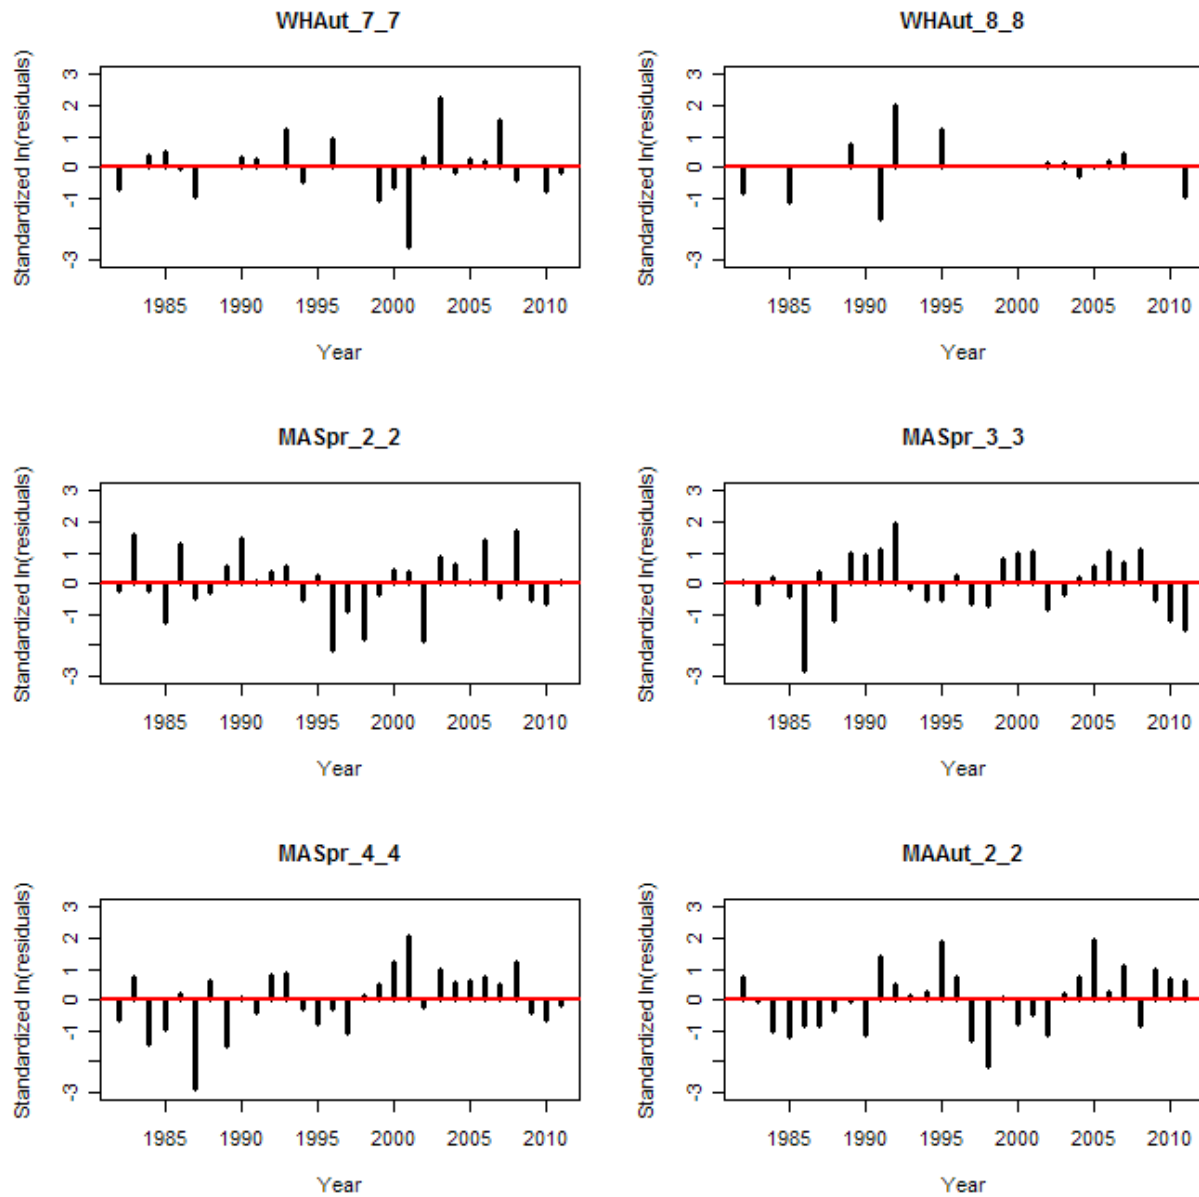 WHAut_7_7
Standardized ln(residuals)
3
2
1
0
-1
-3
1985 1990 1995 2000 2005 2010
Year
WHAut_8_8
Standardized ln(residuals)
3
2
1
0
-1
-3
1985 1990 1995 2000 2005 2010
Year
MASpr_2_2
Standardized ln(residuals)
3
2
1
0
-1
-3
1985 1990 1995 2000 2005 2010
Year
MASpr_3_3
Standardized ln(residuals)
3
2
1
0
-1
-3
1985 1990 1995 2000 2005 2010
Year
MASpr_4_4
Standardized ln(residuals)
3
2
1
0
-1
-3
1985 1990 1995 2000 2005 2010
Year
MAAut_2_2
Standardized ln(residuals)
3
2
1
0
-1
-3
1985 1990 1995 2000 2005 2010
Year